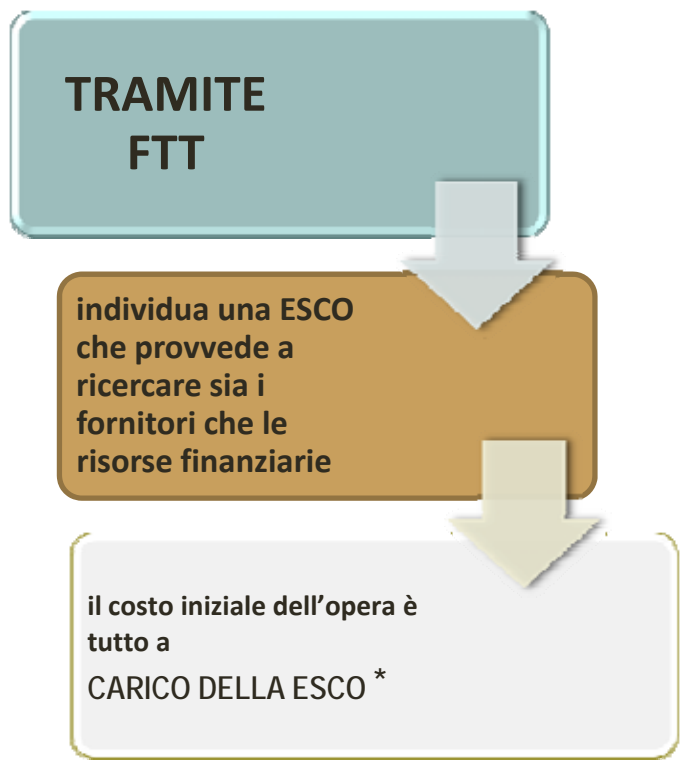 TRAMITE
FTT
individua una ESCO
che provvede a
ricercare sia i
fornitori che le
risorse finanziarie
il costo iniziale dell’opera è
tutto a
CARICO DELLA ESCO *